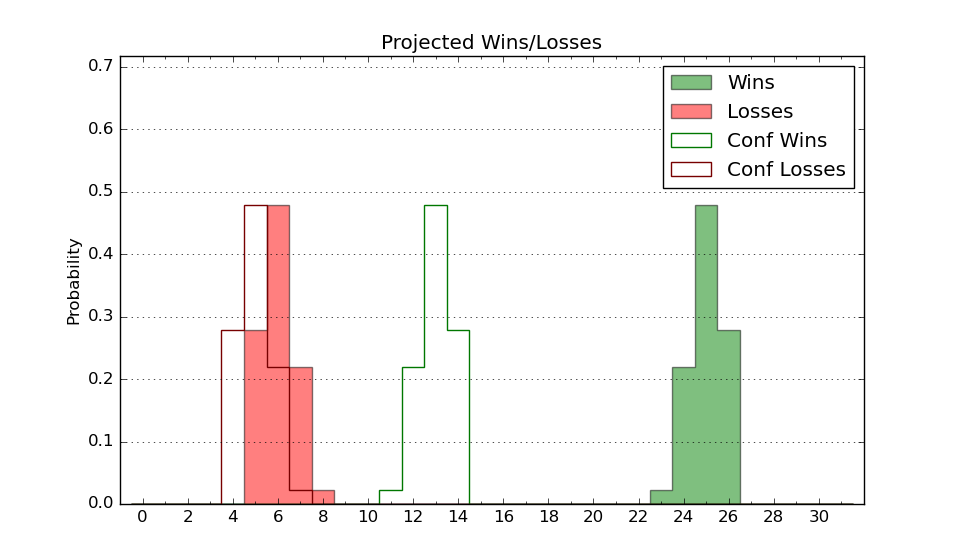 Projected Wins/Losses
0.7
0.6
0.5
0.4
0.3
0.2
0.1
0.0
Probability
Wins
Losses
Conf Wins
Conf Losses
0 2 4 6 8 10 12 14 16 18 20 22 24 26 28 30